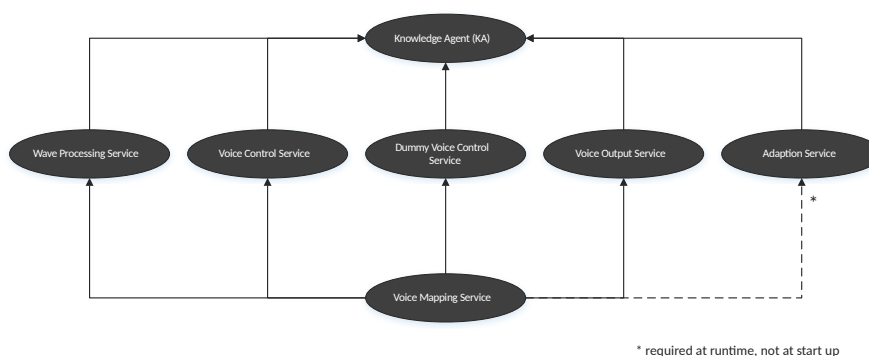 Knowledge Agent (KA)
Wave Processing Service
Voice Control Service
Dummy Voice Control
Service
Voice Output Service
Adaption Service
*
Voice Mapping Service
* required at runtime, not at start up